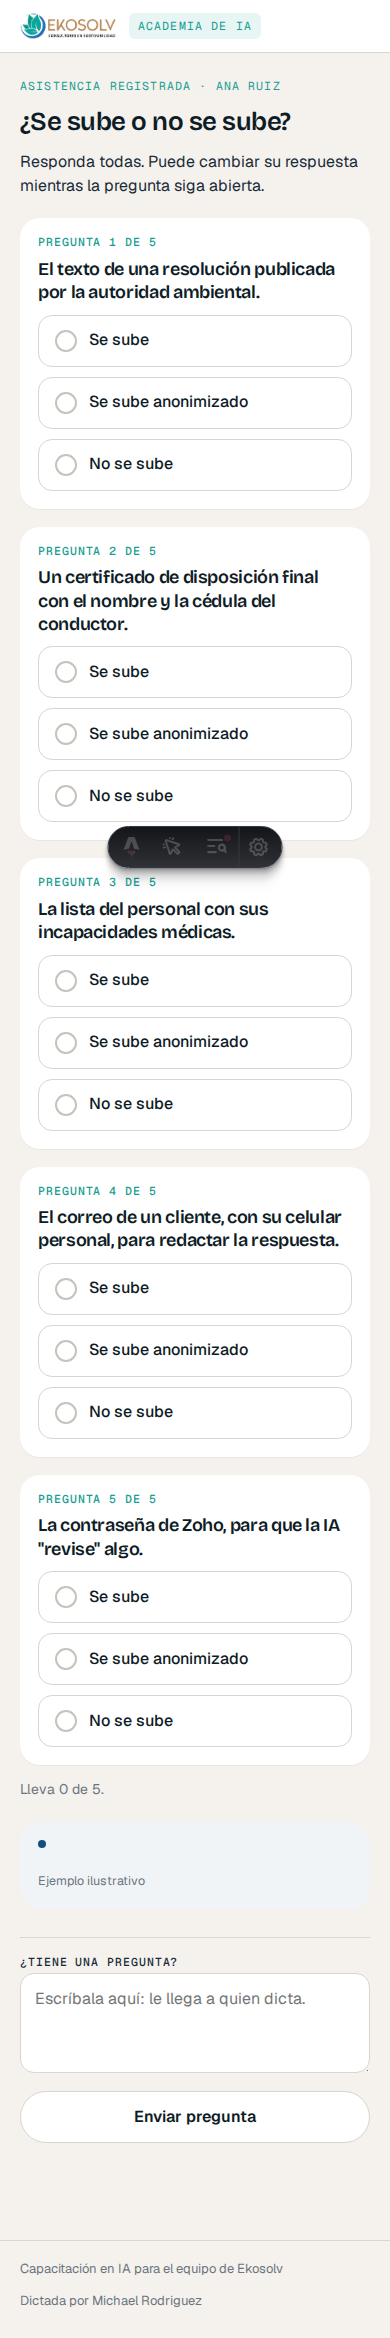 EKOSOLV
ACADEMIA DE IA
ASISTENCIA REGISTRADA · ANA RUIZ
¿Se sube o no se sube?
Responda todas. Puede cambiar su respuesta
mientras la pregunta siga abierta.
PREGUNTA 1 DE 5
El texto de una resolución publicada
por la autoridad ambiental.
Se sube
Se sube anonimizado
No se sube
PREGUNTA 2 DE 5
Un certificado de disposición final
con el nombre y la cédula del
conductor.
Se sube
Se sube anonimizado
No se sube
PREGUNTA 3 DE 5
La lista del personal con sus
incapacidades médicas.
Se sube
Se sube anonimizado
No se sube
PREGUNTA 4 DE 5
El correo de un cliente, con su celular
personal, para redactar la respuesta.
Se sube
Se sube anonimizado
No se sube
PREGUNTA 5 DE 5
La contraseña de Zoho, para que la IA
"revise" algo.
Se sube
Se sube anonimizado
No se sube
Lleva 0 de 5.
Ejemplo ilustrativo
¿TIENE UNA PREGUNTA?
Escríbala aquí: le llega a quien dicta.
Enviar pregunta
Capacitación en IA para el equipo de Ekosolv
Dictada por Michael Rodriguez